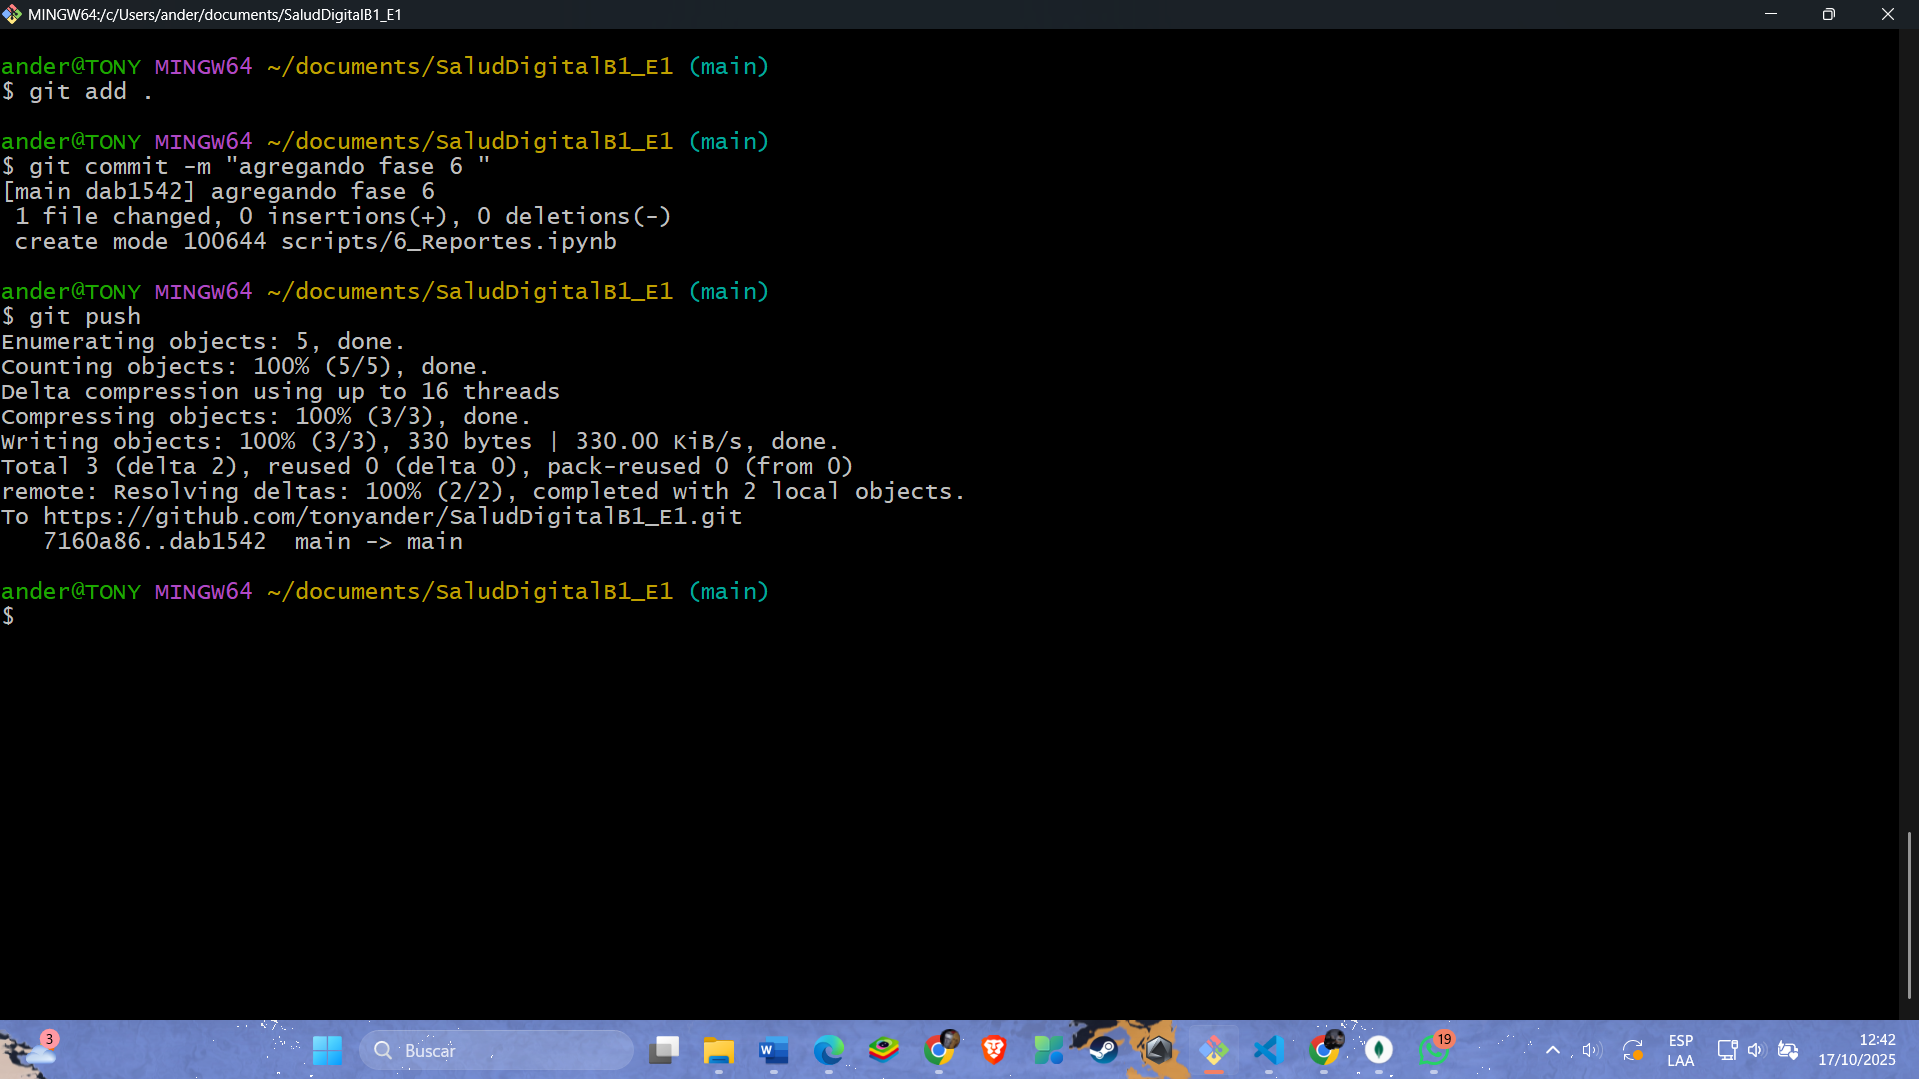 MINGW64:/c/Users/ander/documents/SaludDigitalB1_E1
ander@TONY MINGW64 ~/documents/SaludDigitalB1_E1 (main)
$ git add .
ander@TONY MINGW64 ~/documents/SaludDigitalB1_E1 (main)
$ git commit -m "agregando fase 6 "
[main dab1542] agregando fase 6
 1 file changed, 0 insertions(+), 0 deletions(-)
 create mode 100644 scripts/6_Reportes.ipynb
ander@TONY MINGW64 ~/documents/SaludDigitalB1_E1 (main)
$ git push
Enumerating objects: 5, done.
Counting objects: 100% (5/5), done.
Delta compression using up to 16 threads
Compressing objects: 100% (3/3), done.
Writing objects: 100% (3/3), 330 bytes | 330.00 KiB/s, done.
Total 3 (delta 2), reused 0 (delta 0), pack-reused 0 (from 0)
remote: Resolving deltas: 100% (2/2), completed with 2 local objects.
To https://github.com/tonyander/SaludDigitalB1_E1.git
   7160a86..dab1542  main -> main
ander@TONY MINGW64 ~/documents/SaludDigitalB1_E1 (main)
$
3
Buscar
W
19
ESP
LAA
12:42
17/10/2025